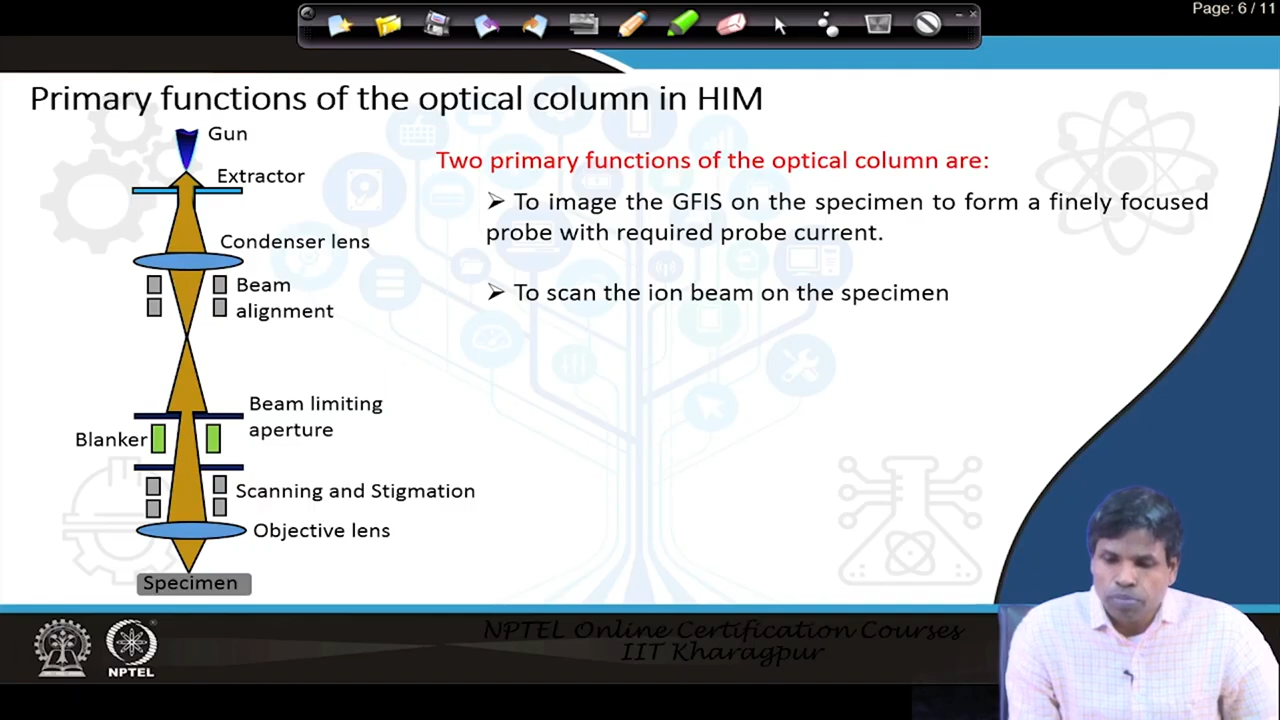 Page: 6 / 11
Primary functions of the optical column in HIM
Gun
Extractor
Condenser lens
Beam
alignment
Beam limiting
aperture
Blanker
Scanning and Stigmation
Objective lens
Specimen
Two primary functions of the optical column are:
➢ To image the GFIS on the specimen to form a finely focused
probe with required probe current.
➢ To scan the ion beam on the specimen
NPTEL
NPTEL Online Certification Courses
IIT Kharagpur